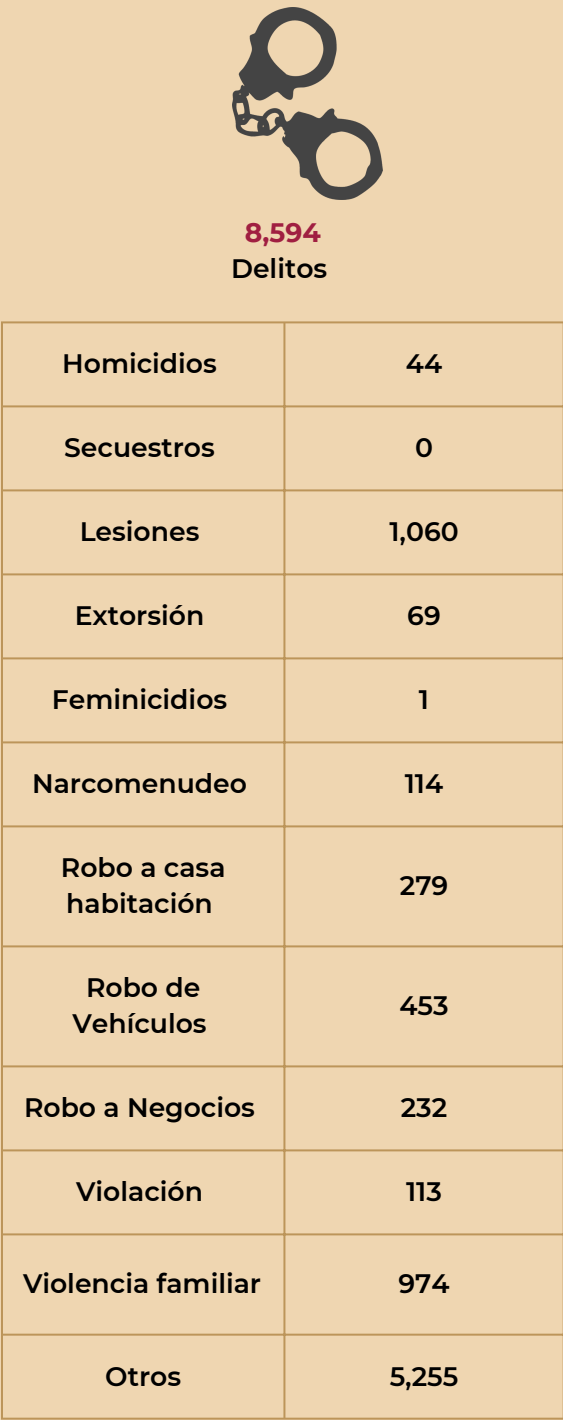 8,594
Delitos
Homicidios 44
Secuestros 0
Lesiones 1,060
Extorsión 69
Feminicidios 1
Narcomenudeo 114
Robo a casa
habitación 279
Robo de
Vehículos 453
Robo a Negocios 232
Violación 113
Violencia familiar 974
Otros 5,255